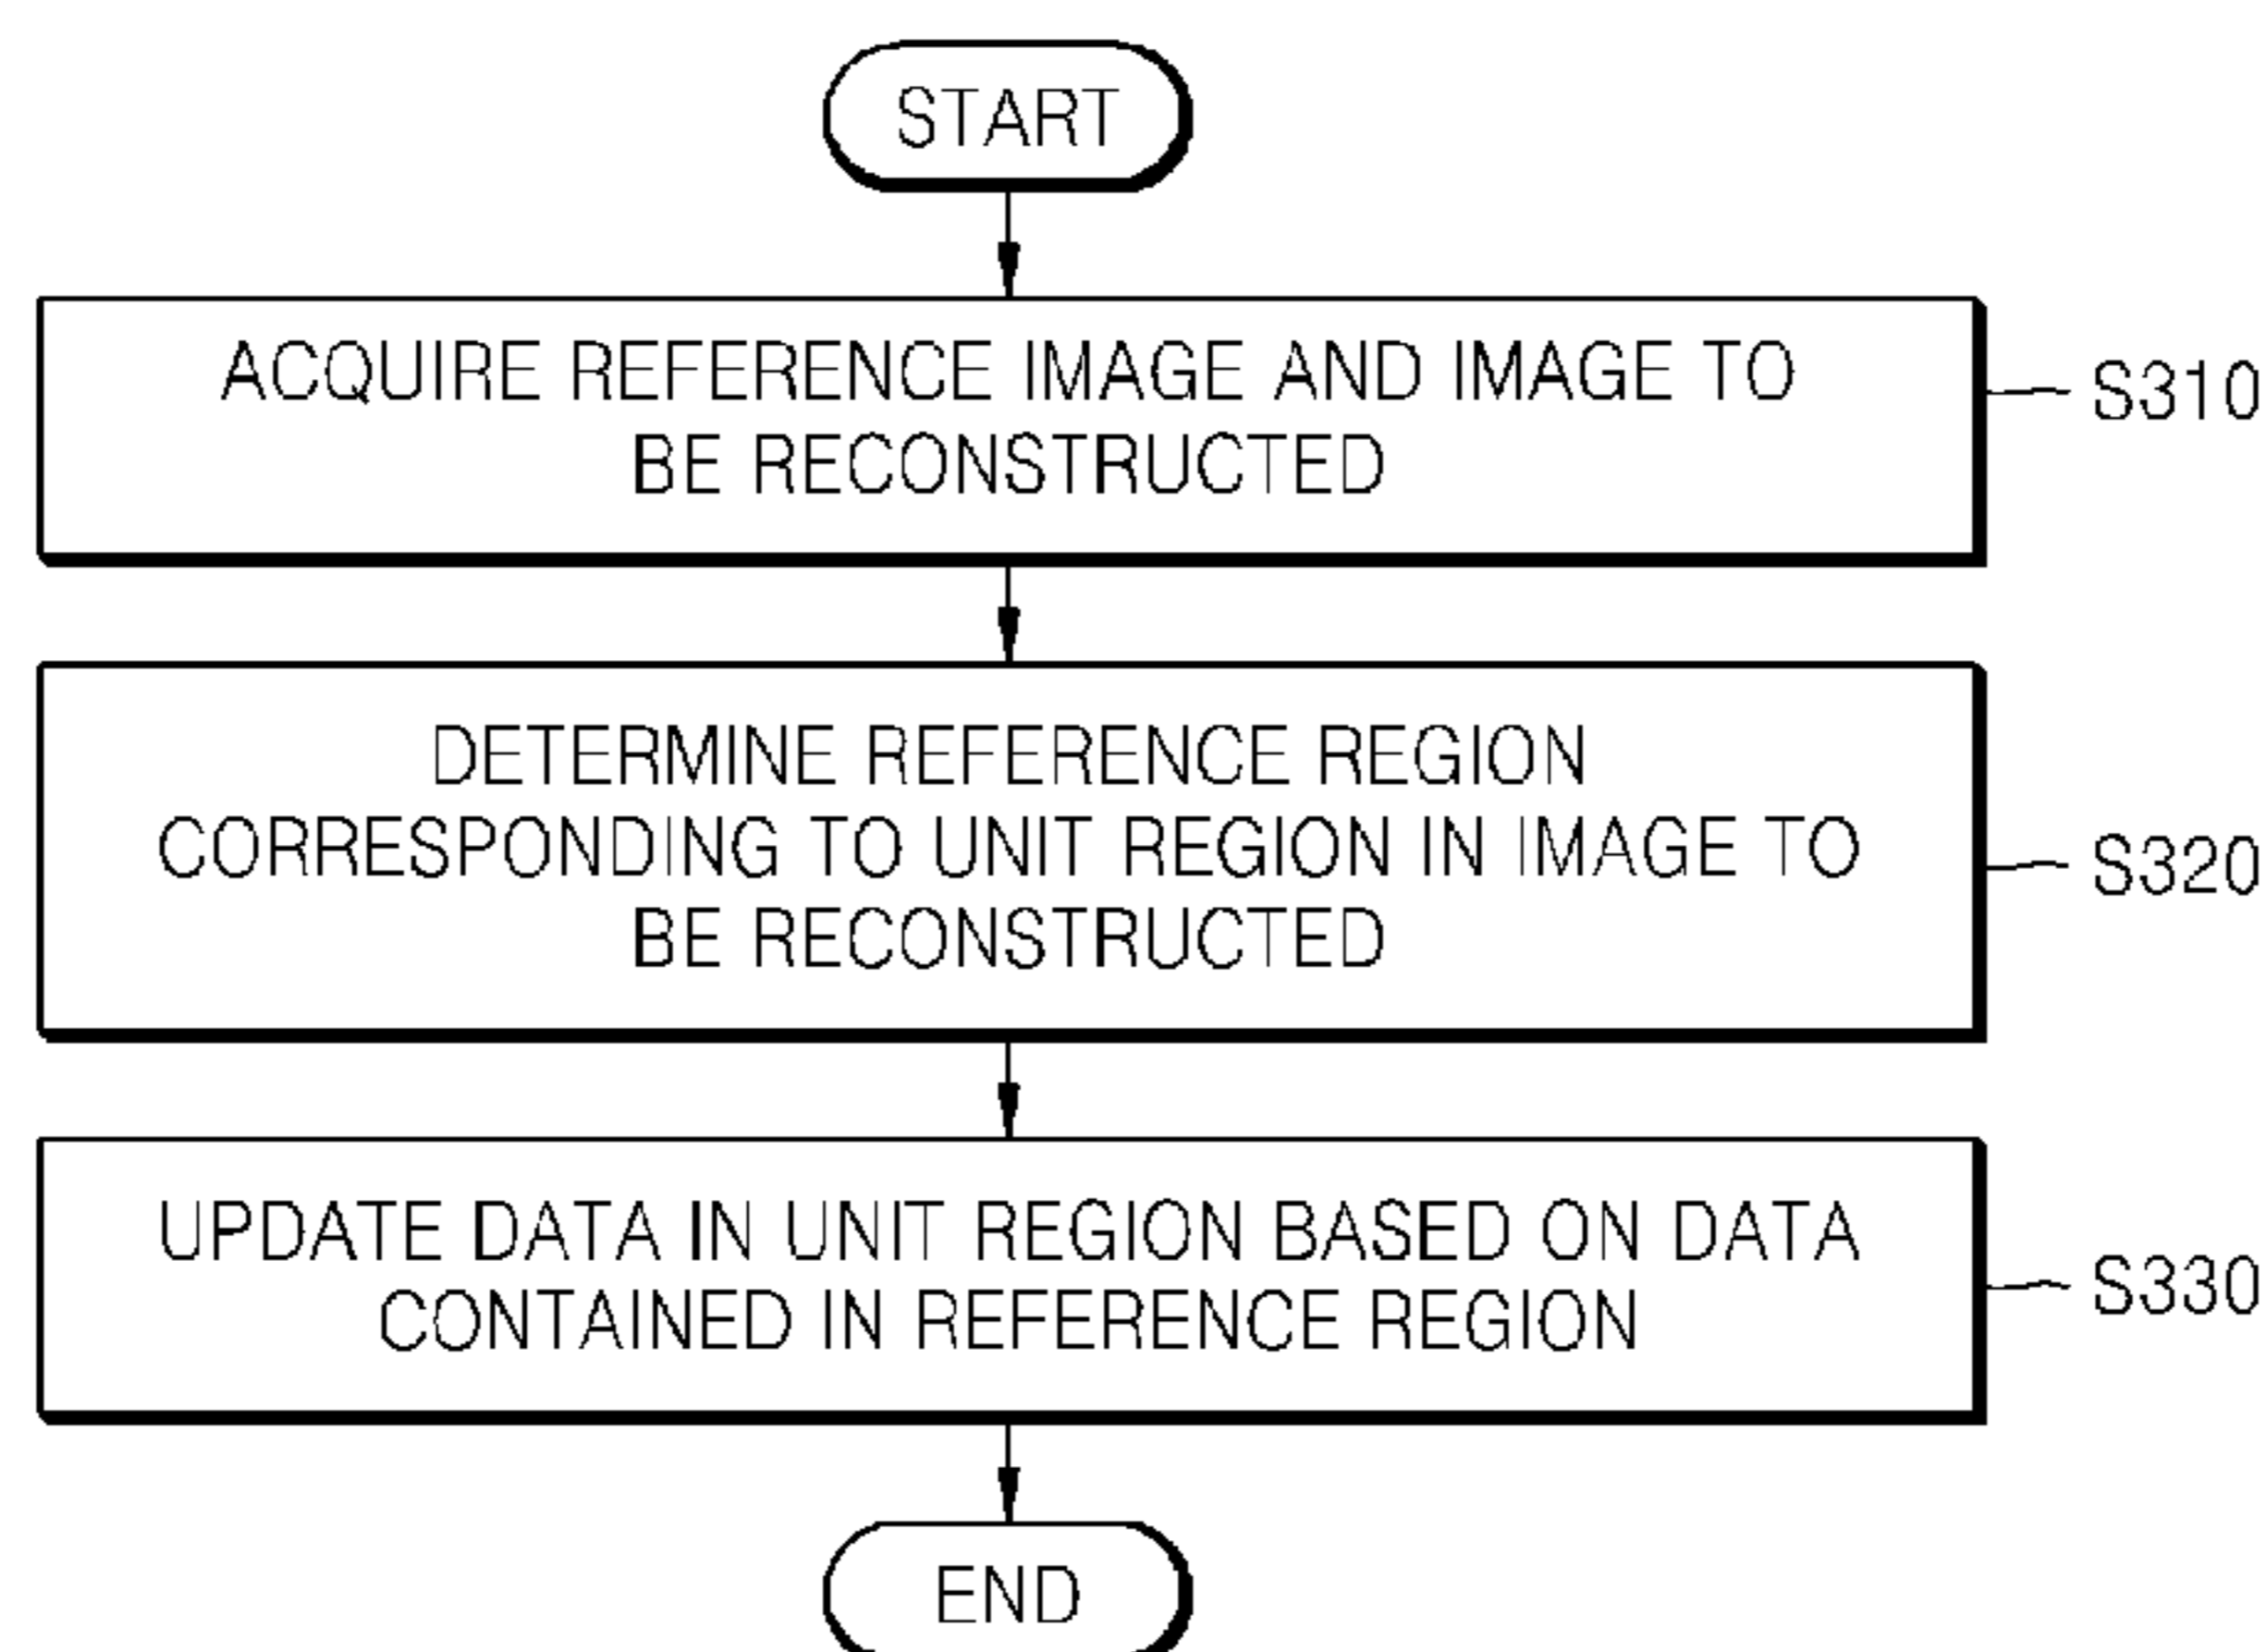 START
ACQUIRE REFERENCE IMAGE AND IMAGE TO
BE RECONSTRUCTED
S310
DETERMINE REFERENCE REGION
CORRESPONDING TO UNIT REGION IN IMAGE TO
BE RECONSTRUCTED
S320
UPDATE DATA IN UNIT REGION BASED ON DATA
CONTAINED IN REFERENCE REGION
S330
END